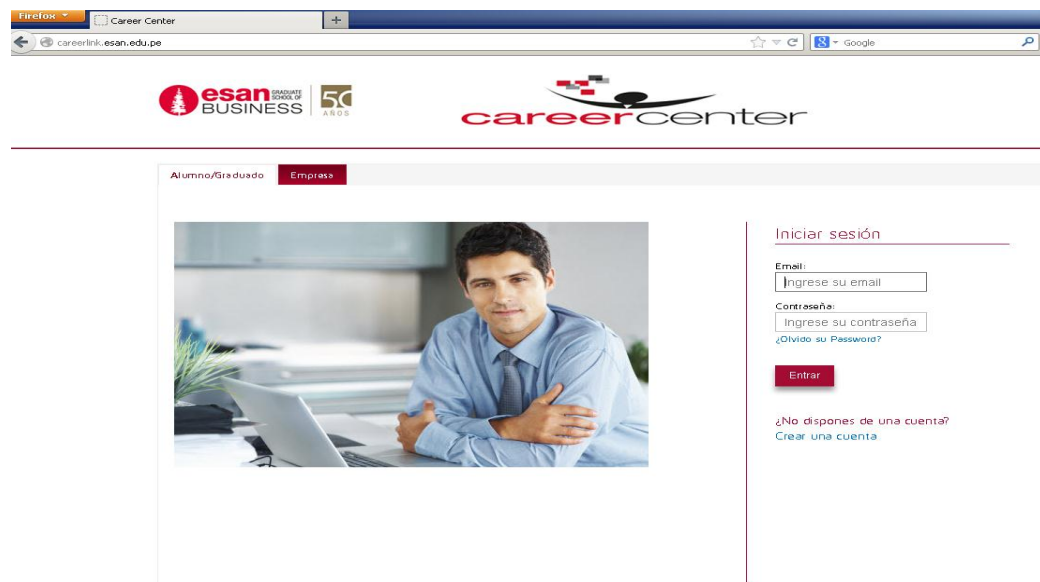 Firefox
Career Center
careerlink.esan.edu.pe
Google
esan GRADUATE SCHOOL OF BUSINESS
50 AÑOS
careercenter
Alumno/Graduado
Empresa
Iniciar sesión
Email:
Ingrese su email
Contraseña:
Ingrese su contraseña
¿Olvido su Password?
Entrar
¿No dispones de una cuenta?
Crear una cuenta